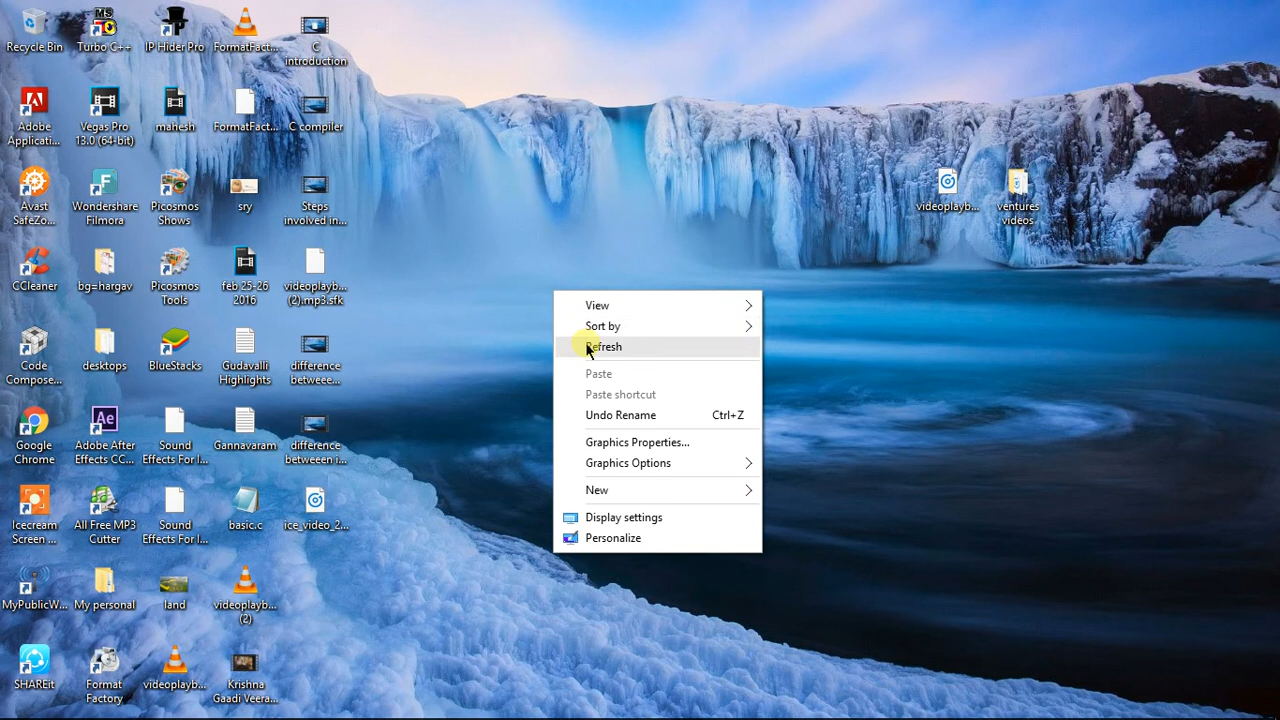 Recycle Bin
Turbo C++
IP Hider Pro
FormatFact...
C
introduction
Adobe
Applicati...
Vegas Pro
13.0 (64-bit)
mahesh
FormatFact...
C compiler
Avast
SafeZo...
Wondershare
Filmora
Picosmos
Shows
sry
Steps
involved in...
videoplayb...
ventures
videos
CCleaner
bg=hargav
Picosmos
Tools
feb 25-26
2016
videoplayb...
(2).mp3.sfk
Code
Compose...
desktops
BlueStacks
Gudavalli
Highlights
difference
betweee...
Google
Chrome
Adobe After
Effects CC...
Sound
Effects For I...
Gannavaram
difference
betweeen i...
Icecream
Screen ...
All Free MP3
Cutter
Sound
Effects For I...
basic.c
ice_video_2...
MyPublicW...
My personal
land
videoplayb...
(2)
SHAREit
Format
Factory
videoplayb...
Krishna
Gaadi Veera...
View
Sort by
Refresh
Paste
Paste shortcut
Undo Rename Ctrl+Z
Graphics Properties...
Graphics Options
New
Display settings
Personalize